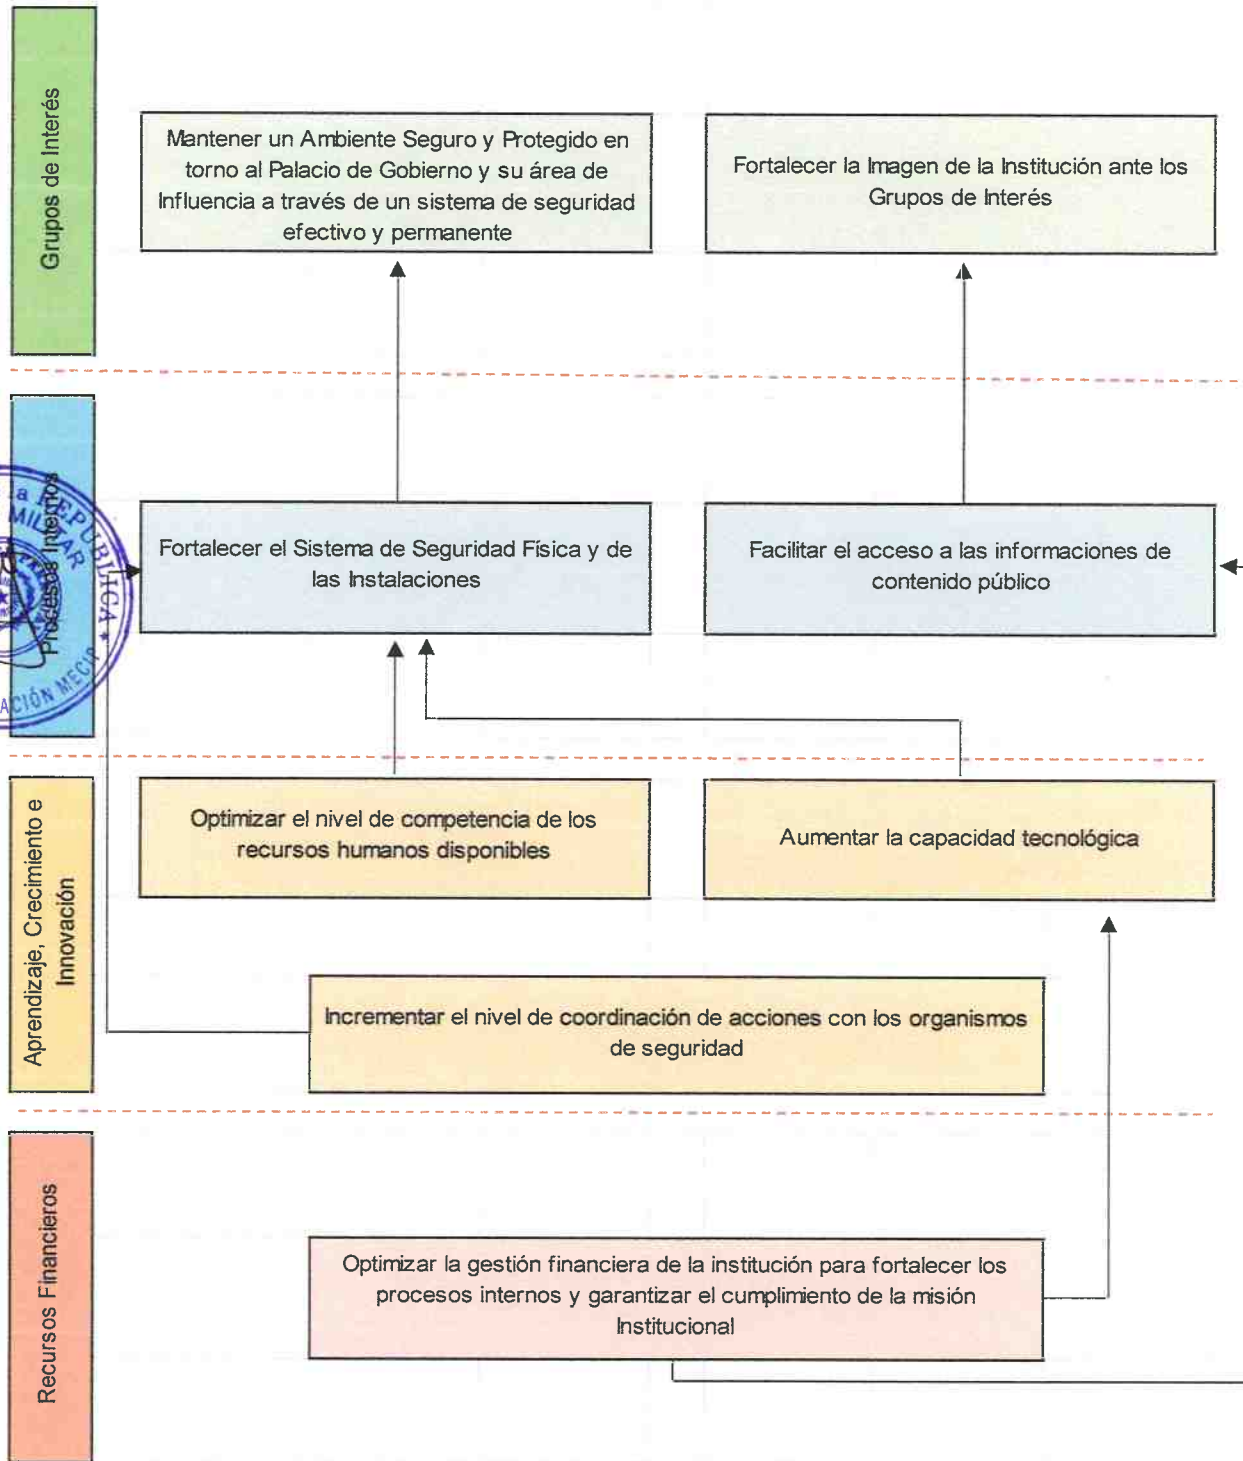 Grupos de Interés
Mantener un Ambiente Seguro y Protegido en
torno al Palacio de Gobierno y su área de
Influencia a través de un sistema de seguridad
efectivo y permanente
Fortalecer la Imagen de la Institución ante los
Grupos de Interés
Procesos Internos
a REPÚBLICA
MILITAR
ACIÓN MECIP
Fortalecer el Sistema de Seguridad Física y de
las Instalaciones
Facilitar el acceso a las informaciones de
contenido público
Aprendizaje, Crecimiento e
Innovación
Optimizar el nivel de competencia de los
recursos humanos disponibles
Aumentar la capacidad tecnológica
Incrementar el nivel de coordinación de acciones con los organismos
de seguridad
Recursos Financieros
Optimizar la gestión financiera de la institución para fortalecer los
procesos internos y garantizar el cumplimiento de la misión
Institucional